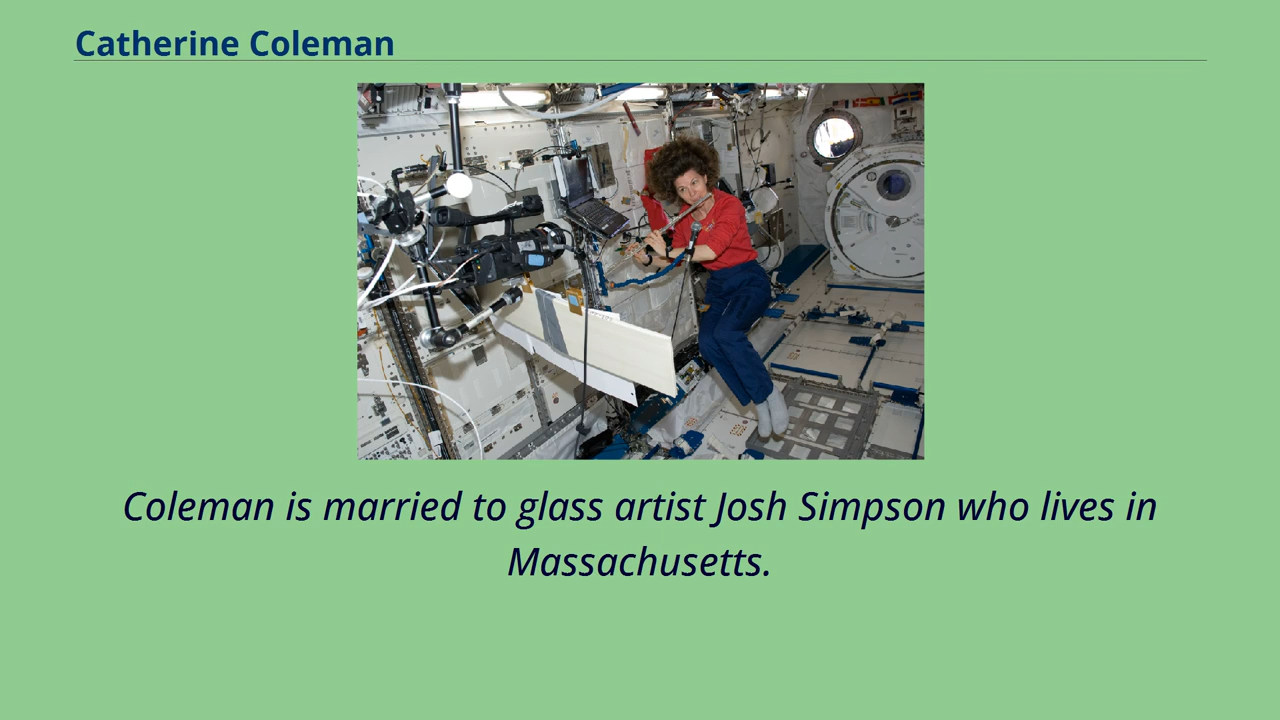 Catherine Coleman
Coleman is married to glass artist Josh Simpson who lives in
Massachusetts.